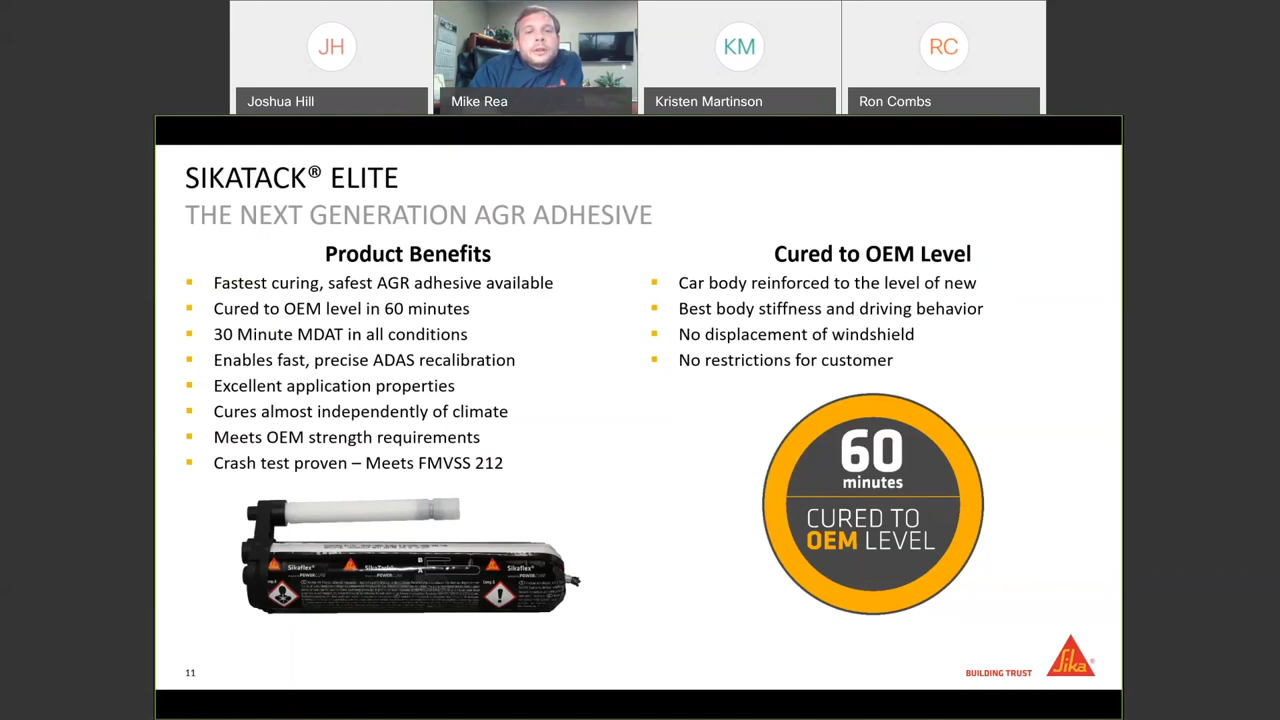 JH
KM
RC
Joshua Hill
Mike Rea
Kristen Martinson
Ron Combs
SIKATACK® ELITE
THE NEXT GENERATION AGR ADHESIVE
Product Benefits
Fastest curing, safest AGR adhesive available
Cured to OEM level in 60 minutes
30 Minute MDAT in all conditions
Enables fast, precise ADAS recalibration
Excellent application properties
Cures almost independently of climate
Meets OEM strength requirements
Crash test proven – Meets FMVSS 212
Cured to OEM Level
Car body reinforced to the level of new
Best body stiffness and driving behavior
No displacement of windshield
No restrictions for customer
60
minutes
CURED TO
OEM LEVEL
Sikaflex®
Sikaflex®
11
BUILDING TRUST
Sika®